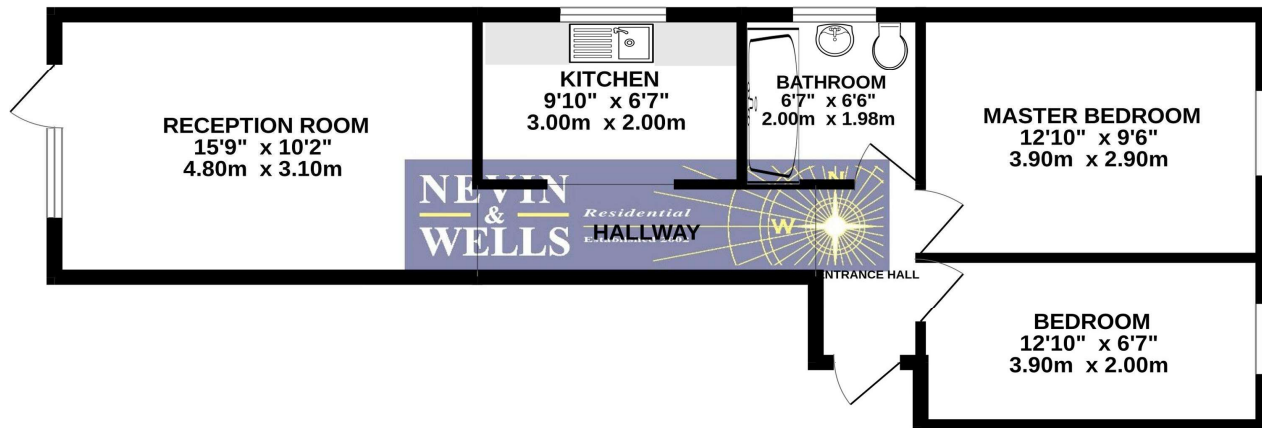 RECEPTION ROOM
15'9" x 10'2"
4.80m x 3.10m
KITCHEN
9'10" x 6'7"
3.00m x 2.00m
BATHROOM
6'7" x 6'6"
2.00m x 1.98m
MASTER BEDROOM
12'10" x 9'6"
3.90m x 2.90m
NEVIN
&
WELLS
Residential
Established 2002
HALLWAY
N
W
ENTRANCE HALL
BEDROOM
12'10" x 6'7"
3.90m x 2.00m